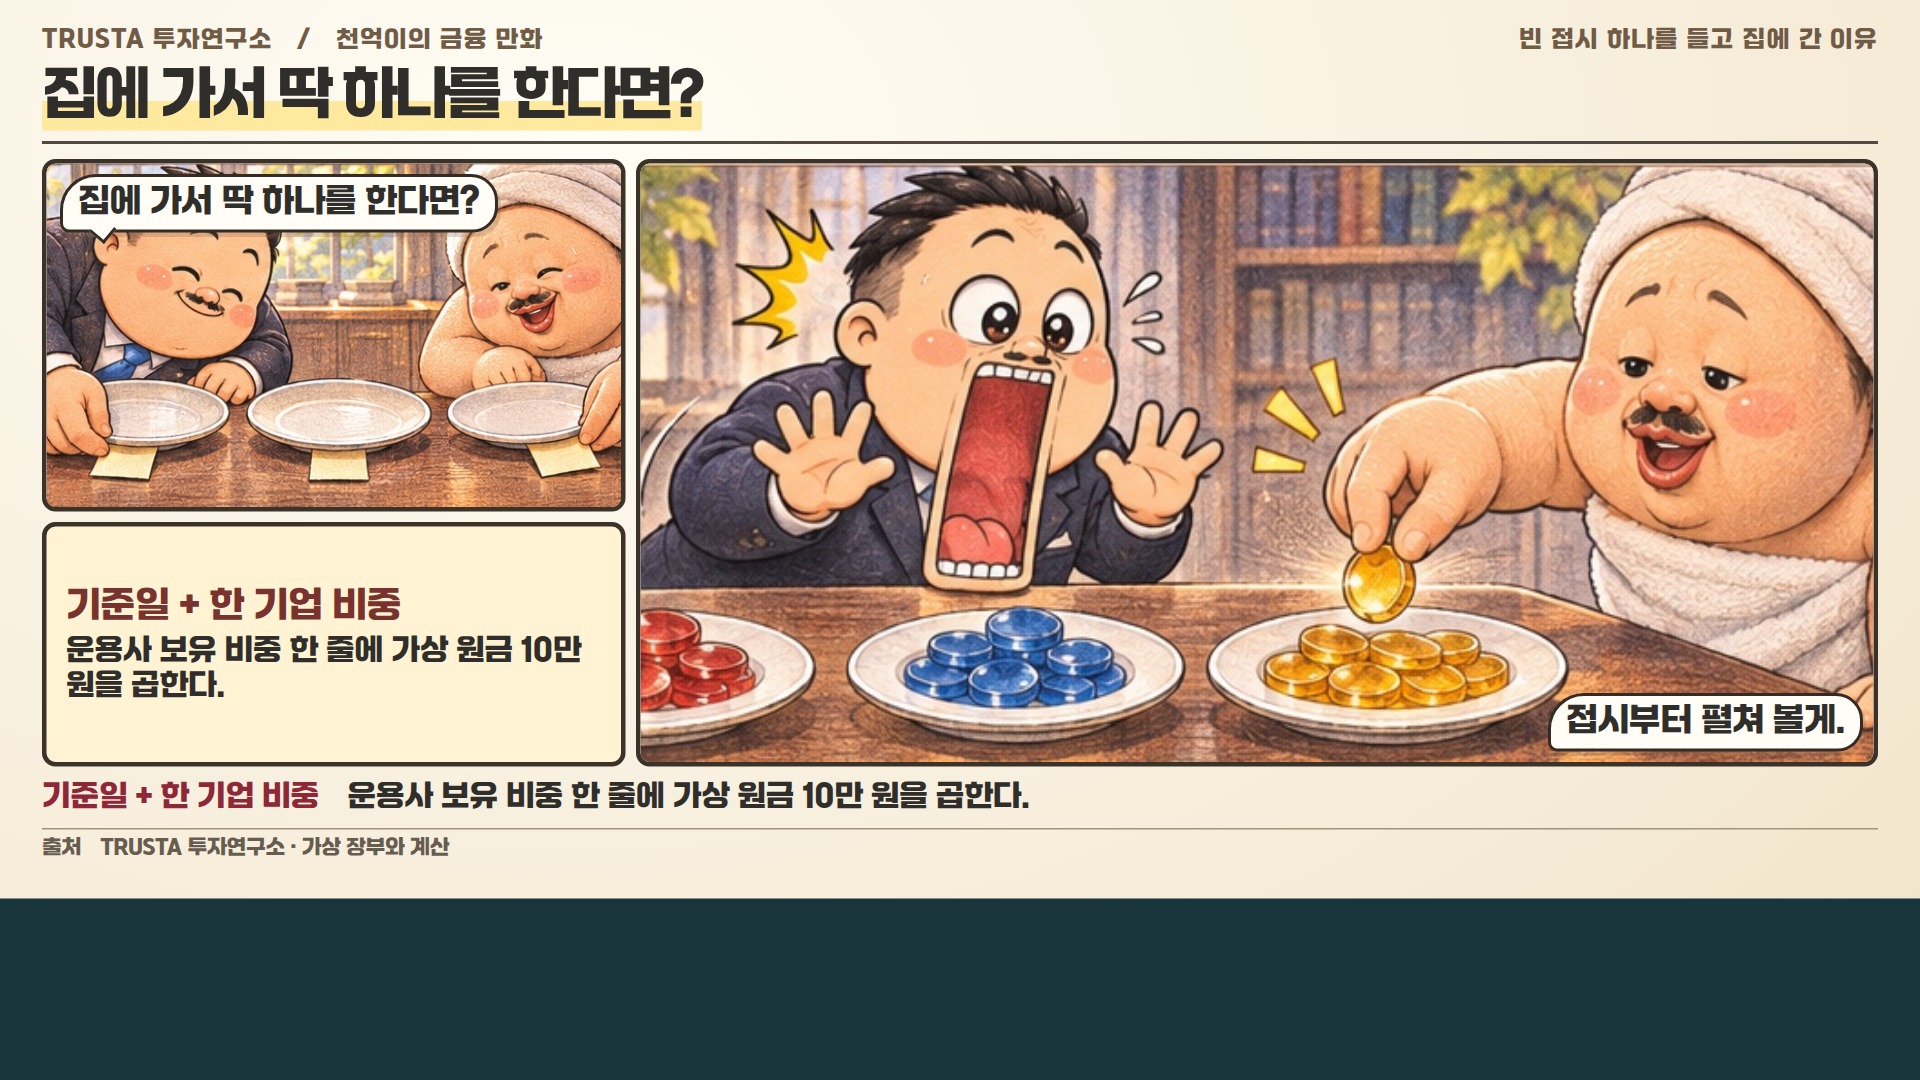 TRUSTA 투자연구소 / 천억이의 금융 만화
빈 접시 하나를 들고 집에 간 이유
집에 가서 딱 하나를 한다면?
집에 가서 딱 하나를 한다면?
기준일 + 한 기업 비중
운용사 보유 비중 한 줄에 가상 원금 10만
원을 곱한다.
접시부터 펼쳐 볼게.
기준일 + 한 기업 비중 운용사 보유 비중 한 줄에 가상 원금 10만 원을 곱한다.
출처 TRUSTA 투자연구소 · 가상 장부와 계산